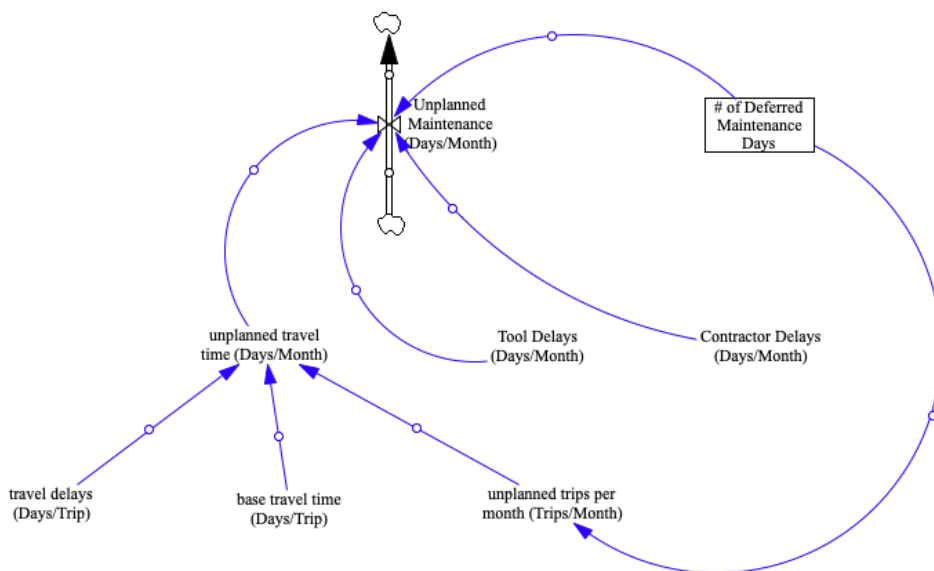 Unplanned
Maintenance
(Days/Month)
# of Deferred
Maintenance
Days
unplanned travel
time (Days/Month)
Tool Delays
(Days/Month)
Contractor Delays
(Days/Month)
travel delays
(Days/Trip)
base travel time
(Days/Trip)
unplanned trips per
month (Trips/Month)